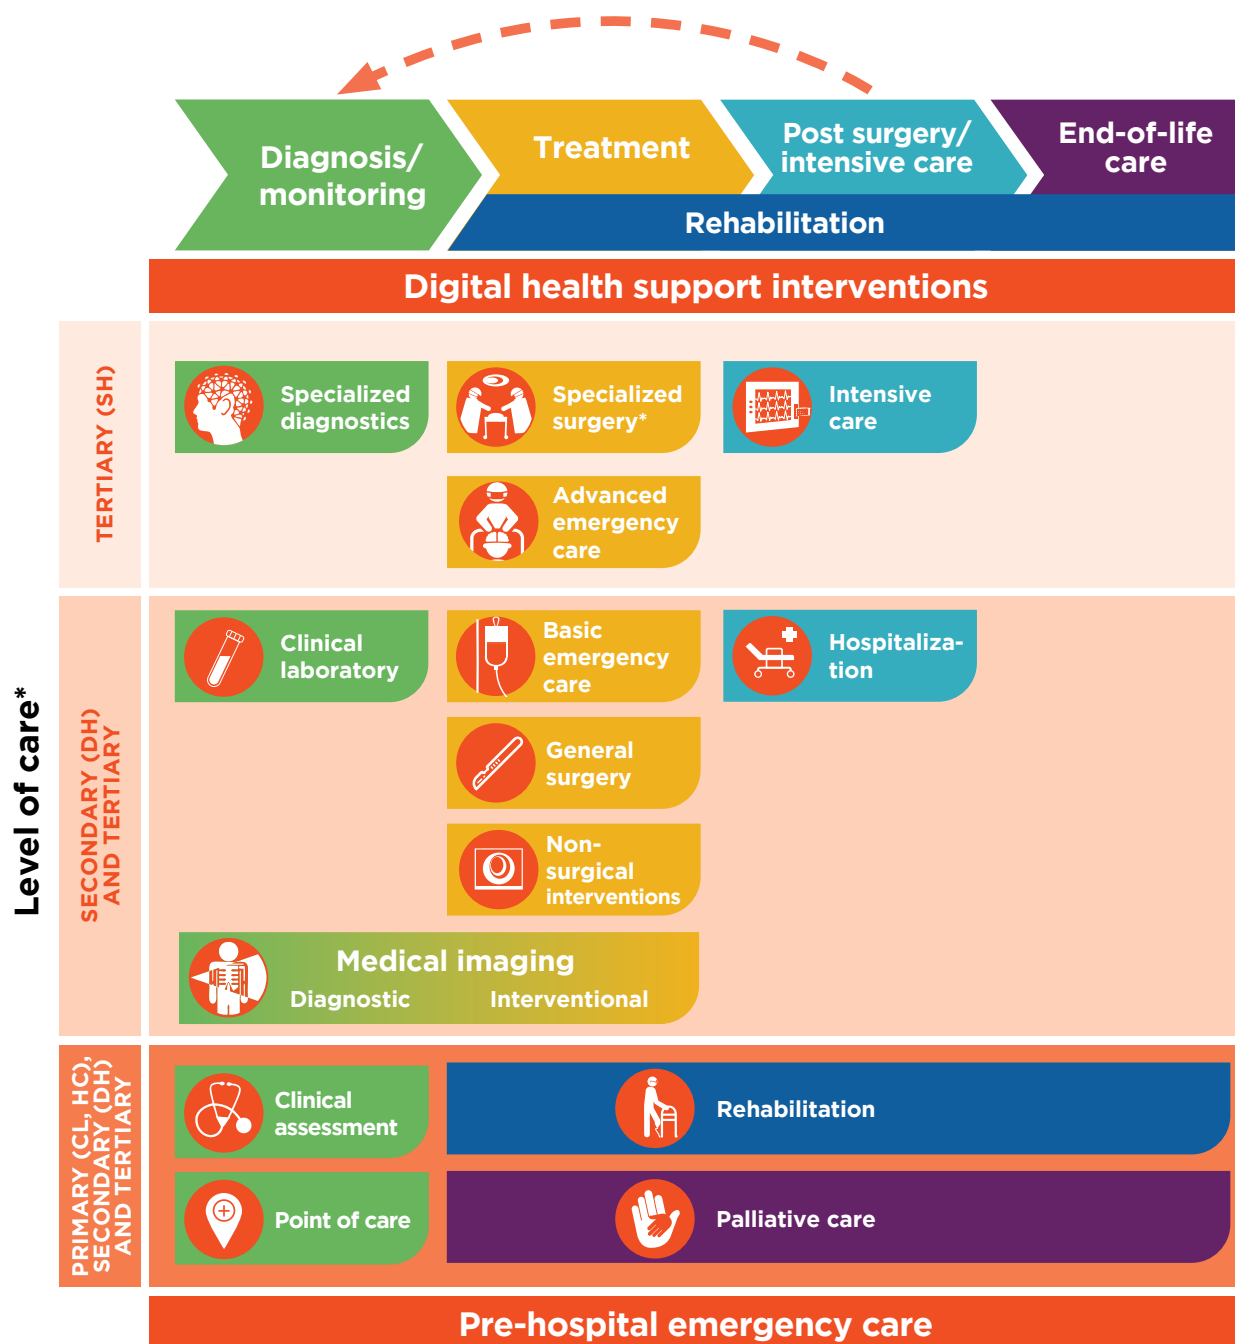 Diagnosis/
monitoring
Treatment
Post surgery/
intensive care
End-of-life
care
Rehabilitation
Digital health support interventions
Level of care*
TERTIARY (SH)
Specialized
diagnostics
Specialized
surgery*
Intensive
care
Advanced
emergency
care
SECONDARY (DH)
AND TERTIARY
Clinical
laboratory
Basic
emergency
care
Hospitaliza-
tion
General
surgery
Non-
surgical
interventions
Medical imaging
Diagnostic
Interventional
PRIMARY (CL, HC),
SECONDARY (DH)
AND TERTIARY
Clinical
assessment
Rehabilitation
Point of care
Palliative care
Pre-hospital emergency care